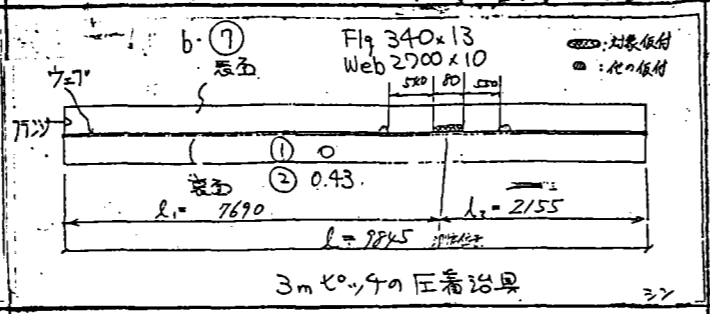 b・⑦
Flg 340×13
Web 2700×10
表面
:対象仮付
:他の仮付
ウェブ
フランジ
80
① 0
裏面
② 0.43
l₁= 7690
l₂= 2155
l= 9845
3mピッチの圧着治具
シン